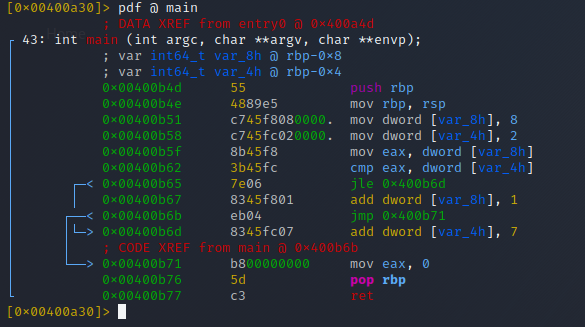 [0×00400a30]> pdf @ main
; DATA XREF from entry0 @ 0×400a4d
43: int main (int argc, char **argv, char **envp);
; var int64_t var_8h @ rbp-0×8
; var int64_t var_4h @ rbp-0×4
0×00400b4d 55 push rbp
0×00400b4e 4889e5 mov rbp, rsp
0×00400b51 c745f8080000. mov dword [var_8h], 8
0×00400b58 c745fc020000. mov dword [var_4h], 2
0×00400b5f 8b45f8 mov eax, dword [var_8h]
0×00400b62 3b45fc cmp eax, dword [var_4h]
0×00400b65 7e06 jle 0×400b6d
0×00400b67 8345f801 add dword [var_8h], 1
0×00400b6b eb04 jmp 0×400b71
0×00400b6d 8345fc07 add dword [var_4h], 7
; CODE XREF from main @ 0×400b6b
0×00400b71 b800000000 mov eax, 0
0×00400b76 5d pop rbp
0×00400b77 c3 ret
[0×00400a30]>